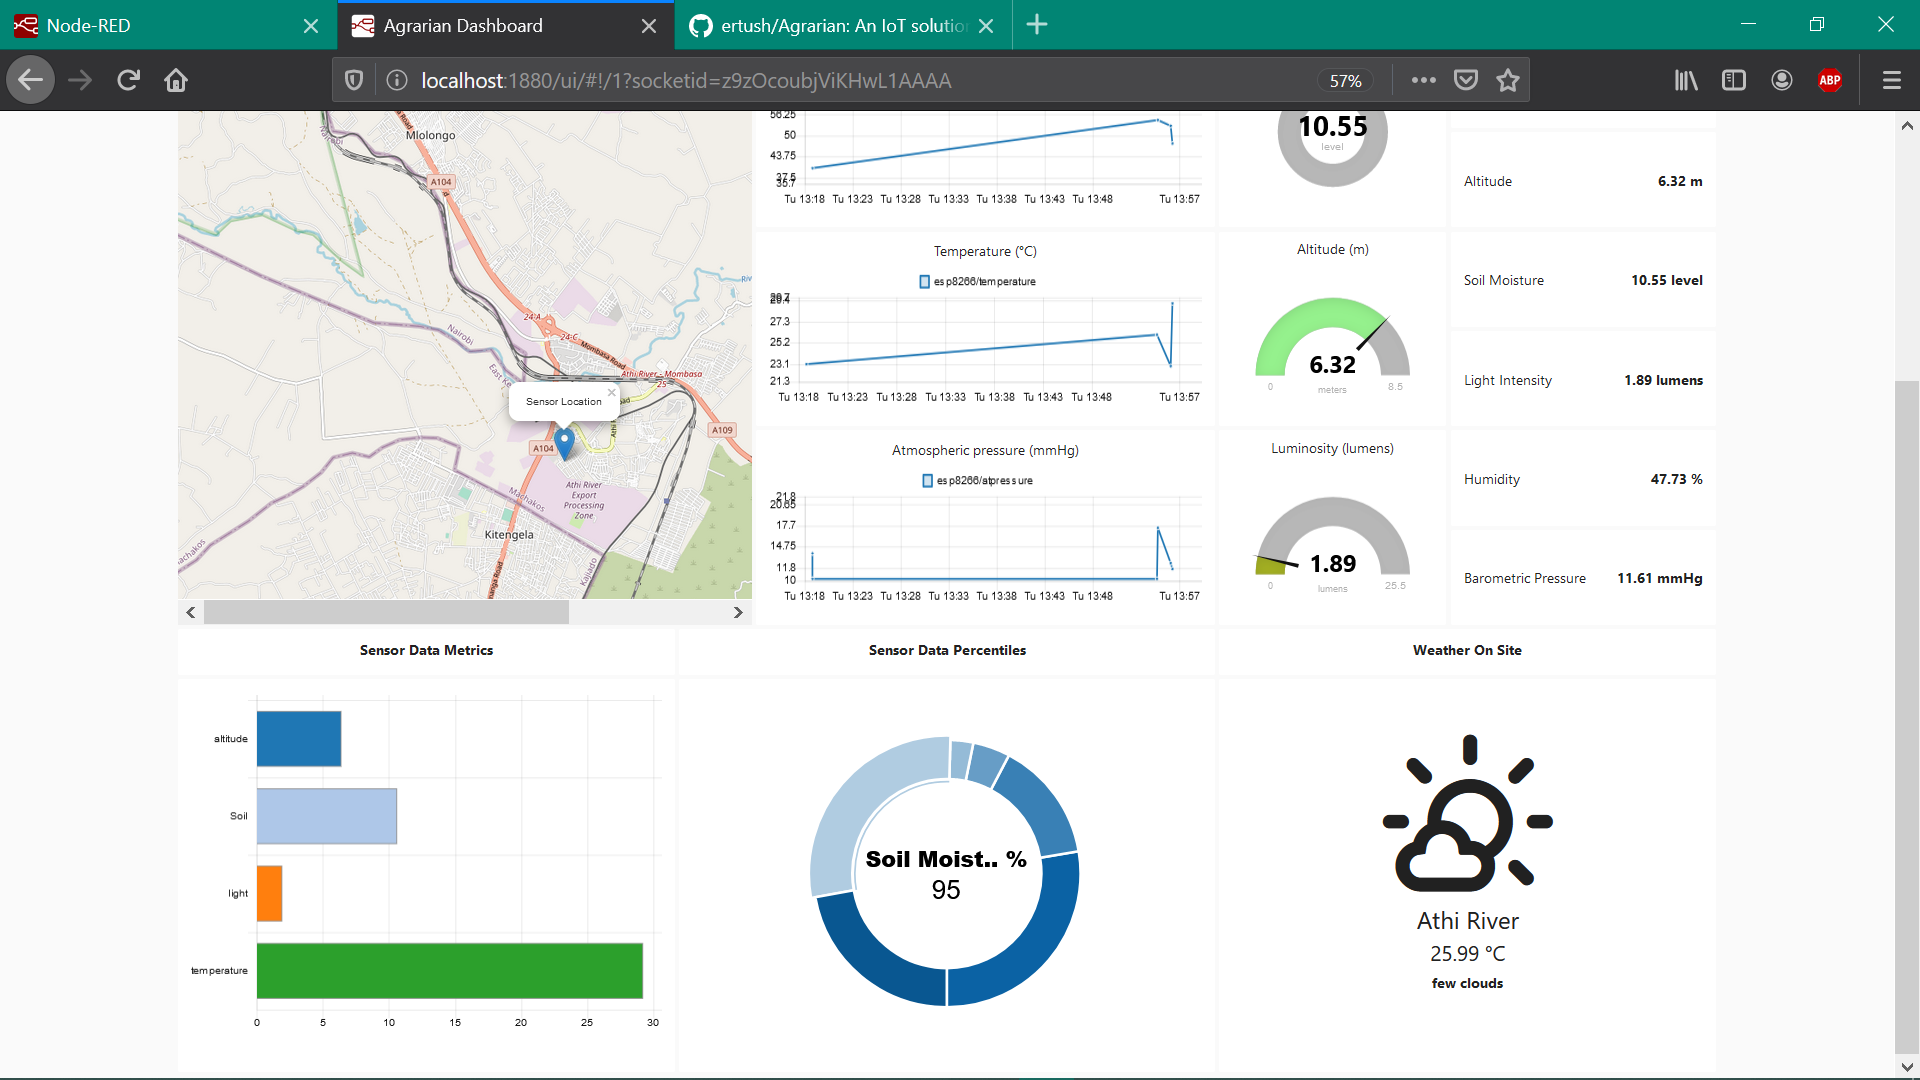 Node-RED
Agrarian Dashboard
ertush/Agrarian: An IoT solutio
localhost:1880/ui/#!/1?socketid=z9zOcoubjViKHwL1AAAA
57%
ABP
Mlolongo
A104
Nairobi
24-A
24-C
Mombasa Road
Athi River - Mombasa
25
Sensor Location
×
A104
A109
Athi River
Export
Processing
Zone
Machakos
Kitengela
Machakos
Kajiado
56.25
50
43.75
37.5
35.7
Tu 13:18 Tu 13:23 Tu 13:28 Tu 13:33 Tu 13:38 Tu 13:43 Tu 13:48 Tu 13:57
Temperature (°C)
esp8266/temperature
27.3
25.2
23.1
21.3
Tu 13:18 Tu 13:23 Tu 13:28 Tu 13:33 Tu 13:38 Tu 13:43 Tu 13:48 Tu 13:57
Atmospheric pressure (mmHg)
esp8266/atpressure
21.8
20.65
17.7
14.75
11.8
10
Tu 13:18 Tu 13:23 Tu 13:28 Tu 13:33 Tu 13:38 Tu 13:43 Tu 13:48 Tu 13:57
10.55
level
Altitude (m)
6.32
0 meters 8.5
Luminosity (lumens)
1.89
0 lumens 25.5
Altitude 6.32 m
Soil Moisture 10.55 level
Light Intensity 1.89 lumens
Humidity 47.73 %
Barometric Pressure 11.61 mmHg
Sensor Data Metrics
altitude
Soil
light
temperature
0 5 10 15 20 25 30
Sensor Data Percentiles
Soil Moist.. %
95
Weather On Site
Athi River
25.99 °C
few clouds